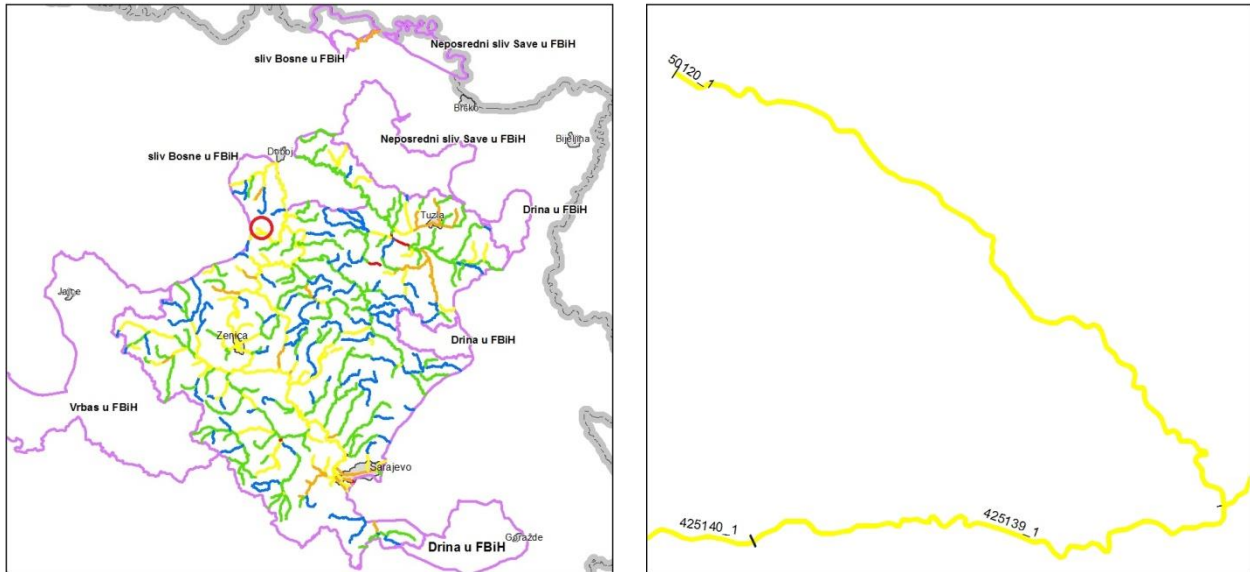 Neposredni sliv Save u FBiH
sliv Bosne u FBiH
Brčko
Bijeljina
Neposredni sliv Save u FBiH
sliv Bosne u FBiH
Doboj
Drina u FBiH
Tuzla
Jajce
Zenica
Drina u FBiH
Vrbas u FBiH
Sarajevo
Drina u FBiH
Goražde
50120_1
425140_1
425139_1